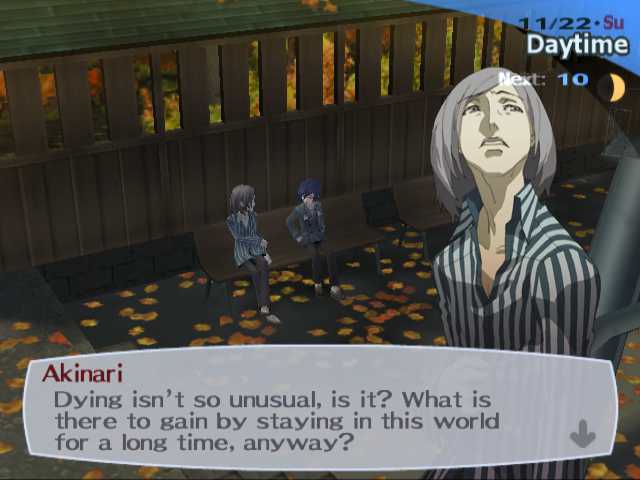 11/22・Su
Daytime
Next: 10
Akinari
Dying isn't so unusual, is it? What is
there to gain by staying in this world
for a long time, anyway?